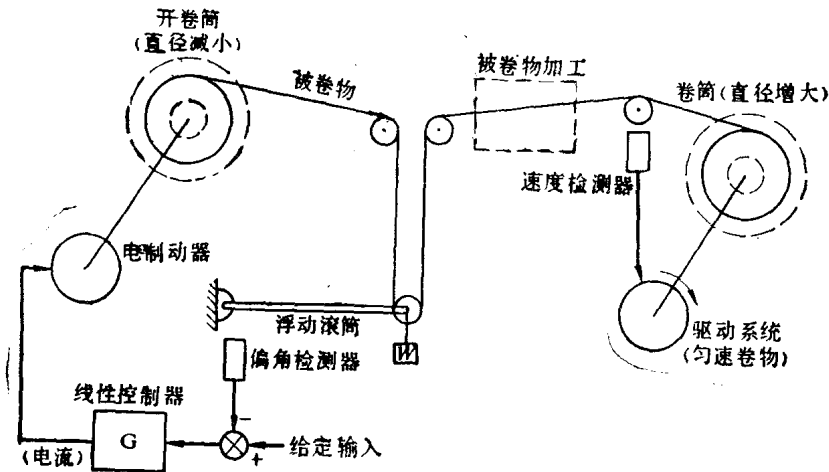 开卷筒
(直径减小)
被卷物
被卷物加工
卷筒(直径增大)
速度检测器
电制动器
浮动滚筒
驱动系统
(匀速卷物)
偏角检测器
W
线性控制器
G
(电流)
−
+
给定输入